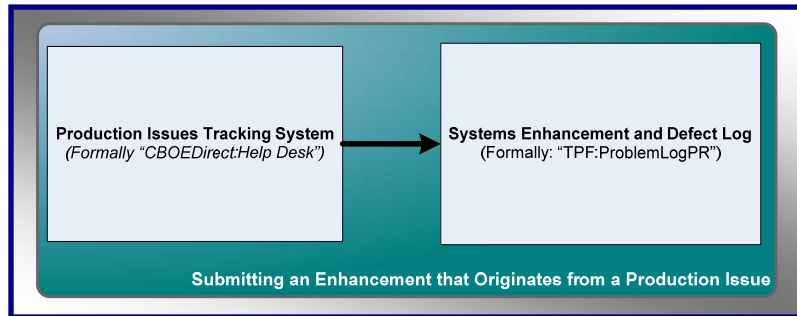 Production Issues Tracking System
(Formally “CBOEDirect:Help Desk”)
Systems Enhancement and Defect Log
(Formally: “TPF:ProblemLogPR”)
Submitting an Enhancement that Originates from a Production Issue